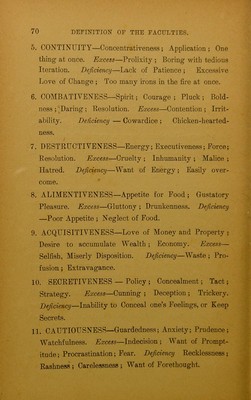 70 DEFINITION OF THE FACULTIES.
5. CONTINUITY—Concentrativeness; Application; One
thing at once. Excess—Prolixity; Boring with tedious
Iteration. Deficiency—Lack of Patience; Excessive
Love of Change; Too many irons in the fire at once.
6. COMBATIVENESS—Spirit; Courage; Pluck; Bold-
ness; Daring; Resolution. Excess—Contention; Irrit-
ability. Deficiency—Cowardice; Chicken-hearted-
ness.
7. DESTRUCTIVENESS—Energy; Executiveness; Force;
Resolution. Excess—Cruelty; Inhumanity; Malice;
Hatred. Deficiency—Want of Energy; Easily over-
come.
8. ALIMENTIVENESS—Appetite for Food; Gustatory
Pleasure. Excess—Gluttony; Drunkenness. Deficiency
—Poor Appetite; Neglect of Food.
9. ACQUISITIVENESS—Love of Money and Property;
Desire to accumulate Wealth; Economy. Excess—
Selfish, Miserly Disposition. Deficiency—Waste; Pro-
fusion; Extravagance.
10. SECRETIVENESS—Policy; Concealment; Tact;
Strategy. Excess—Cunning; Deception; Trickery.
Deficiency—Inability to Conceal one's Feelings, or Keep
Secrets.
11. CAUTIOUSNESS—Guardedness; Anxiety; Prudence;
Watchfulness. Excess—Indecision; Want of Prompt-
itude; Procrastination; Fear. Deficiency Recklessness;
Rashness; Carelessness; Want of Forethought.